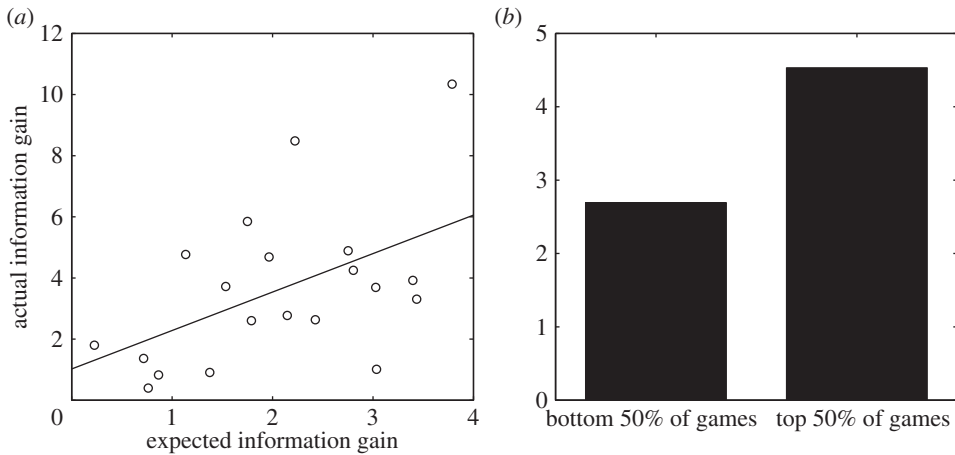 (a)
12
10
8
6
4
2
0
1
2
3
4
actual information gain
expected information gain
(b)
5
4
3
2
1
0
bottom 50% of games
top 50% of games